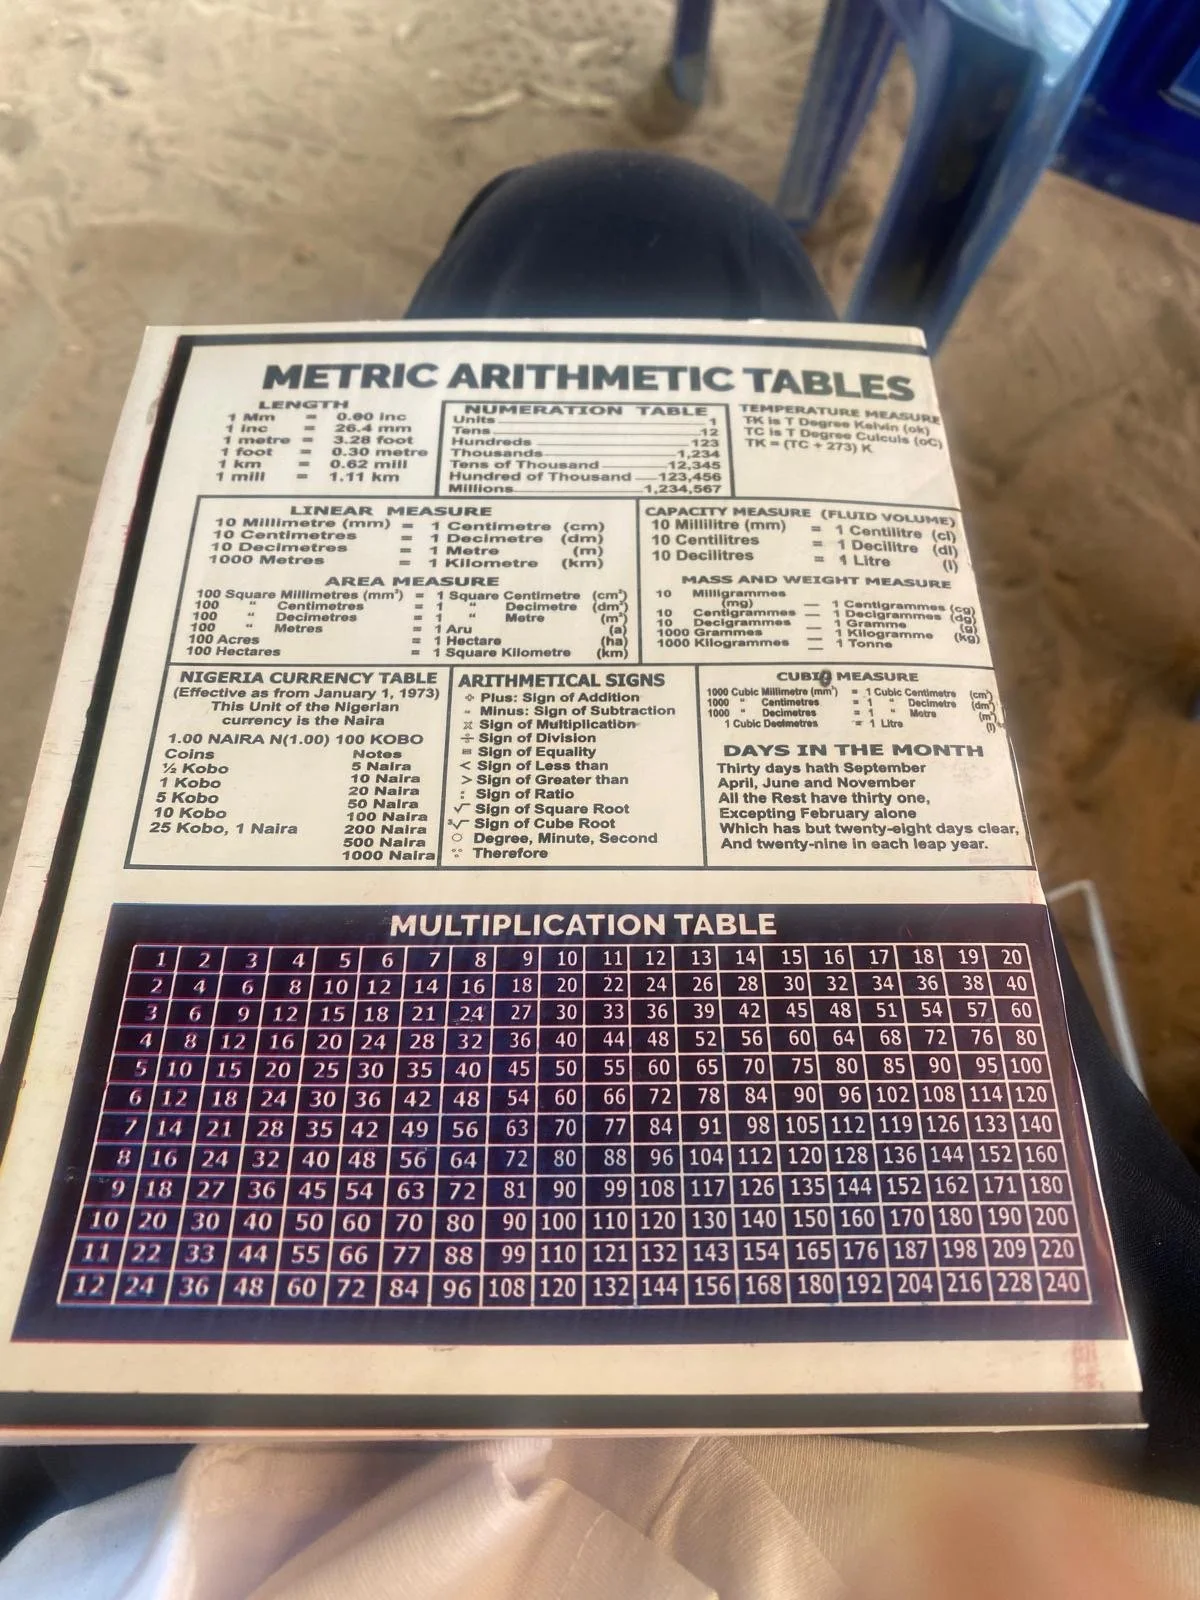 METRIC ARITHMETIC TABLES
LENGTH
1 Mm = 0.00 inc
1 inc = 26.4 mm
1 metre = 3.28 foot
1 foot = 0.30 metre
1 km = 0.62 mill
1 mill = 1.11 km
NUMERATION TABLE
Units 1
Tens 12
Hundreds 123
Thousands 1,234
Tens of Thousand 12,345
Hundred of Thousand 123,456
Millions 1,234,567
TEMPERATURE MEASURE
TK is T Degree Kelvin (ok)
TC is T Degree Culculs (oC)
TK = (TC + 273) K
LINEAR MEASURE
10 Millimetre (mm) = 1 Centimetre (cm)
10 Centimetres = 1 Decimetre (dm)
10 Decimetres = 1 Metre (m)
1000 Metres = 1 Kilometre (km)
AREA MEASURE
100 Square Millimetres (mm²) = 1 Square Centimetre (cm²)
100 " Centimetres = 1 " Decimetre (dm²)
100 " Decimetres = 1 " Metre (m²)
100 " Metres = 1 Aru (a)
100 Acres = 1 Hectare (ha)
100 Hectares = 1 Square Kilometre (km)
CAPACITY MEASURE (FLUID VOLUME)
10 Millilitre (mm) = 1 Centilitre (cl)
10 Centilitres = 1 Decilitre (dl)
10 Decilitres = 1 Litre (l)
MASS AND WEIGHT MEASURE
10 Milligrammes
(mg) — 1 Centigrammes (cg)
10 Centigrammes — 1 Decigrammes (dg)
10 Decigrammes — 1 Gramme (g)
1000 Grammes — 1 Kilogramme (kg)
1000 Kilogrammes — 1 Tonne
NIGERIA CURRENCY TABLE
(Effective as from January 1, 1973)
This Unit of the Nigerian
currency is the Naira
1.00 NAIRA N(1.00) 100 KOBO
Coins Notes
½ Kobo 5 Naira
1 Kobo 10 Naira
5 Kobo 20 Naira
10 Kobo 50 Naira
25 Kobo, 1 Naira 100 Naira
200 Naira
500 Naira
1000 Naira
ARITHMETICAL SIGNS
+ Plus: Sign of Addition
- Minus: Sign of Subtraction
× Sign of Multiplication
÷ Sign of Division
= Sign of Equality
< Sign of Less than
> Sign of Greater than
: Sign of Ratio
√ Sign of Square Root
³√ Sign of Cube Root
○ Degree, Minute, Second
Therefore
CUBIC MEASURE
1000 Cubic Millimetre (mm³) = 1 Cubic Centimetre (cm³)
1000 " Centimetres = 1 " Decimetre (dm³)
1000 " Decimetres = 1 " Metre (m³)
1 Cubic Decimetres = 1 Litre (l)
DAYS IN THE MONTH
Thirty days hath September
April, June and November
All the Rest have thirty one,
Excepting February alone
Which has but twenty-eight days clear,
And twenty-nine in each leap year.
MULTIPLICATION TABLE
1 2 3 4 5 6 7 8 9 10 11 12 13 14 15 16 17 18 19 20
2 4 6 8 10 12 14 16 18 20 22 24 26 28 30 32 34 36 38 40
3 6 9 12 15 18 21 24 27 30 33 36 39 42 45 48 51 54 57 60
4 8 12 16 20 24 28 32 36 40 44 48 52 56 60 64 68 72 76 80
5 10 15 20 25 30 35 40 45 50 55 60 65 70 75 80 85 90 95 100
6 12 18 24 30 36 42 48 54 60 66 72 78 84 90 96 102 108 114 120
7 14 21 28 35 42 49 56 63 70 77 84 91 98 105 112 119 126 133 140
8 16 24 32 40 48 56 64 72 80 88 96 104 112 120 128 136 144 152 160
9 18 27 36 45 54 63 72 81 90 99 108 117 126 135 144 152 162 171 180
10 20 30 40 50 60 70 80 90 100 110 120 130 140 150 160 170 180 190 200
11 22 33 44 55 66 77 88 99 110 121 132 143 154 165 176 187 198 209 220
12 24 36 48 60 72 84 96 108 120 132 144 156 168 180 192 204 216 228 240